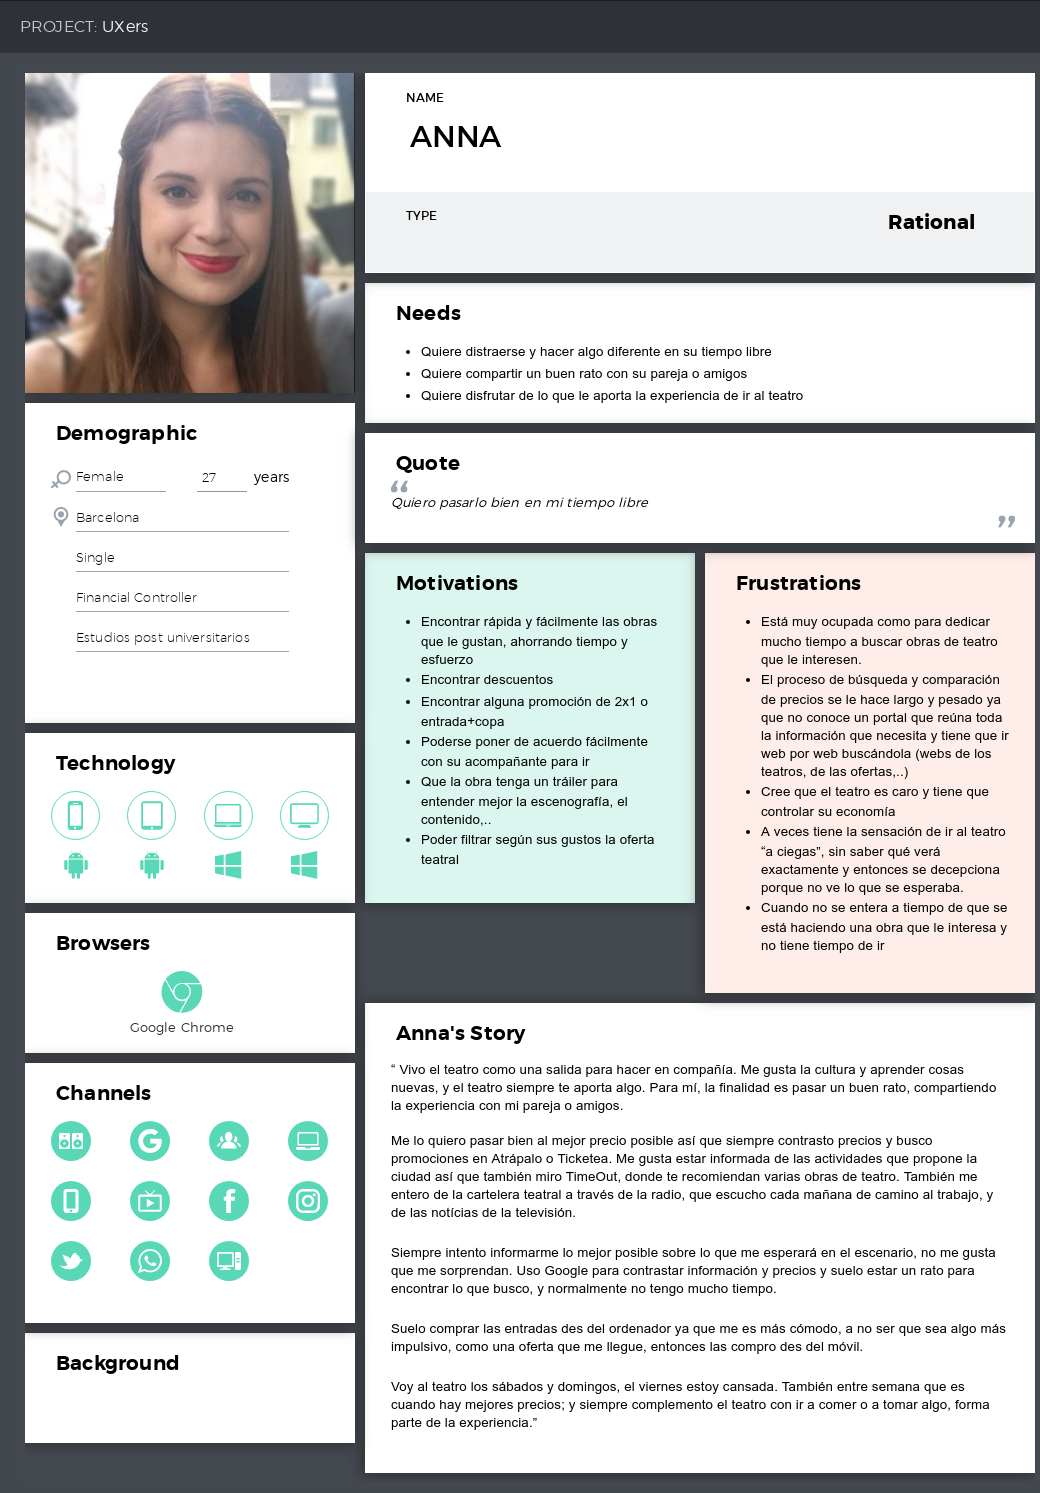 PROJECT: UXers
NAME
ANNA
TYPE
Rational
Needs
• Quiere distraerse y hacer algo diferente en su tiempo libre
• Quiere compartir un buen rato con su pareja o amigos
• Quiere disfrutar de lo que le aporta la experiencia de ir al teatro
Demographic
Female 27 years
Barcelona
Single
Financial Controller
Estudios post universitarios
Quote
“
Quiero pasarlo bien en mi tiempo libre
”
Motivations
• Encontrar rápida y fácilmente las obras
que le gustan, ahorrando tiempo y
esfuerzo
• Encontrar descuentos
• Encontrar alguna promoción de 2x1 o
entrada+copa
• Poderse poner de acuerdo fácilmente
con su acompañante para ir
• Que la obra tenga un tráiler para
entender mejor la escenografía, el
contenido,..
• Poder filtrar según sus gustos la oferta
teatral
Frustrations
• Está muy ocupada como para dedicar
mucho tiempo a buscar obras de teatro
que le interesen.
• El proceso de búsqueda y comparación
de precios se le hace largo y pesado ya
que no conoce un portal que reúna toda
la información que necesita y tiene que ir
web por web buscándola (webs de los
teatros, de las ofertas,..)
• Cree que el teatro es caro y tiene que
controlar su economía
• A veces tiene la sensación de ir al teatro
“a ciegas”, sin saber qué verá
exactamente y entonces se decepciona
porque no ve lo que se esperaba.
• Cuando no se entera a tiempo de que se
está haciendo una obra que le interesa y
no tiene tiempo de ir
Technology
Browsers
Google Chrome
Channels
Background
Anna's Story
“ Vivo el teatro como una salida para hacer en compañía. Me gusta la cultura y aprender cosas
nuevas, y el teatro siempre te aporta algo. Para mí, la finalidad es pasar un buen rato, compartiendo
la experiencia con mi pareja o amigos.
Me lo quiero pasar bien al mejor precio posible así que siempre contrasto precios y busco
promociones en Atrápalo o Ticketea. Me gusta estar informada de las actividades que propone la
ciudad así que también miro TimeOut, donde te recomiendan varias obras de teatro. También me
entero de la cartelera teatral a través de la radio, que escucho cada mañana de camino al trabajo, y
de las notícias de la televisión.
Siempre intento informarme lo mejor posible sobre lo que me esperará en el escenario, no me gusta
que me sorprendan. Uso Google para contrastar información y precios y suelo estar un rato para
encontrar lo que busco, y normalmente no tengo mucho tiempo.
Suelo comprar las entradas des del ordenador ya que me es más cómodo, a no ser que sea algo más
impulsivo, como una oferta que me llegue, entonces las compro des del móvil.
Voy al teatro los sábados y domingos, el viernes estoy cansada. También entre semana que es
cuando hay mejores precios; y siempre complemento el teatro con ir a comer o a tomar algo, forma
parte de la experiencia.”